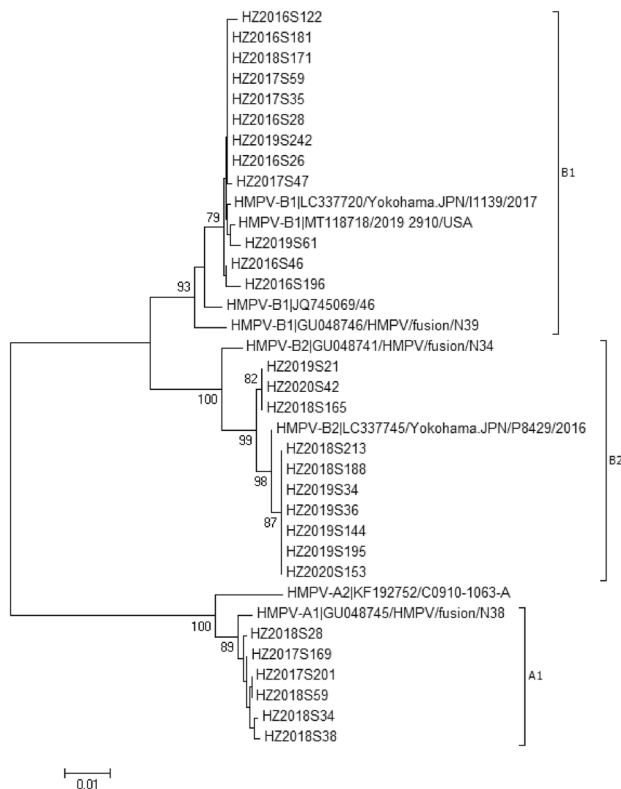 HZ2016S122
HZ2016S181
HZ2018S171
HZ2017S59
HZ2017S35
HZ2016S28
HZ2019S242
HZ2016S26
B1
HZ2017S47
HMPV-B1|LC337720/Yokohama.JPN/I1139/2017
79
HMPV-B1|MT118718/2019 2910/USA
HZ2019S61
HZ2016S46
93
HZ2016S196
HMPV-B1|JQ745069/46
HMPV-B1|GU048746/HMPV/fusion/N39
HMPV-B2|GU048741/HMPV/fusion/N34
HZ2019S21
82
HZ2020S42
100
HZ2018S165
HMPV-B2|LC337745/Yokohama.JPN/P8429/2016
99
HZ2018S213
B2
HZ2018S188
98
HZ2019S34
HZ2019S36
87
HZ2019S144
HZ2019S195
HZ2020S153
HMPV-A2|KF192752/C0910-1063-A
HMPV-A1|GU048745/HMPV/fusion/N38
100
HZ2018S28
89
HZ2017S169
HZ2017S201
A1
HZ2018S59
HZ2018S34
HZ2018S38
0.01